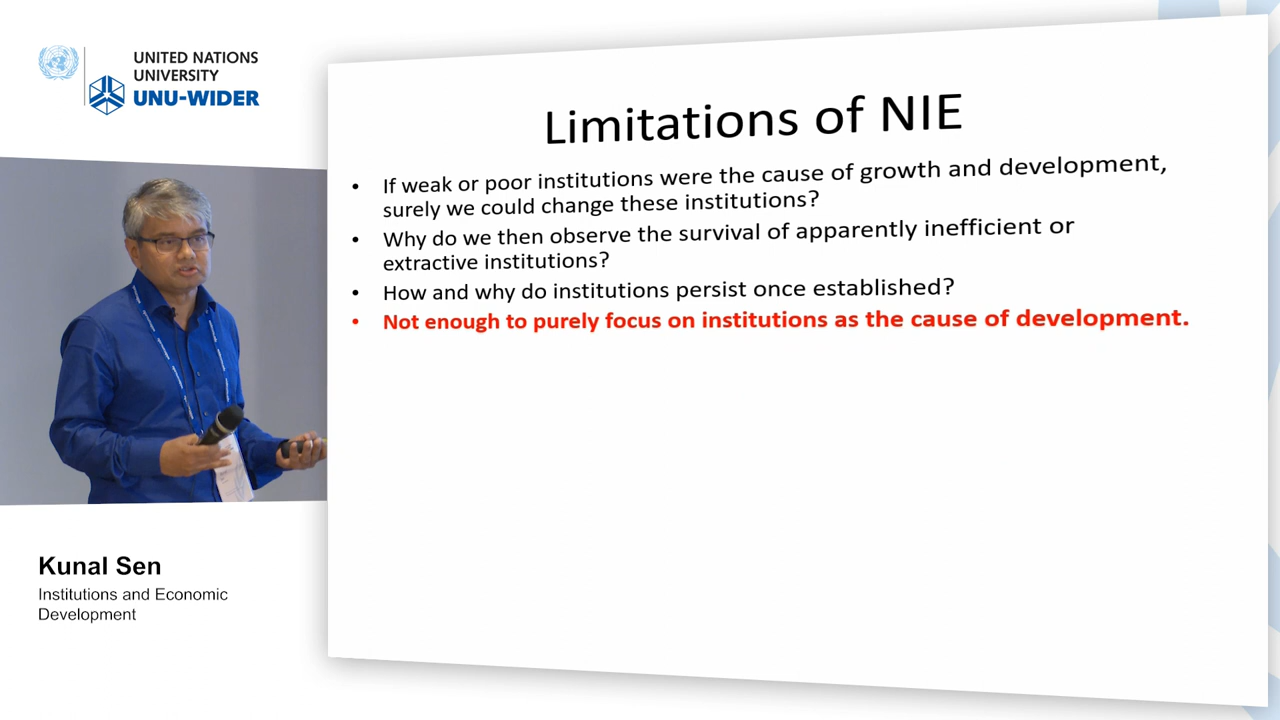 UNITED NATIONS
UNIVERSITY
UNU-WIDER
Limitations of NIE
• If weak or poor institutions were the cause of growth and development,
surely we could change these institutions?
• Why do we then observe the survival of apparently inefficient or
extractive institutions?
• How and why do institutions persist once established?
• Not enough to purely focus on institutions as the cause of development.
Kunal Sen
Institutions and Economic
Development